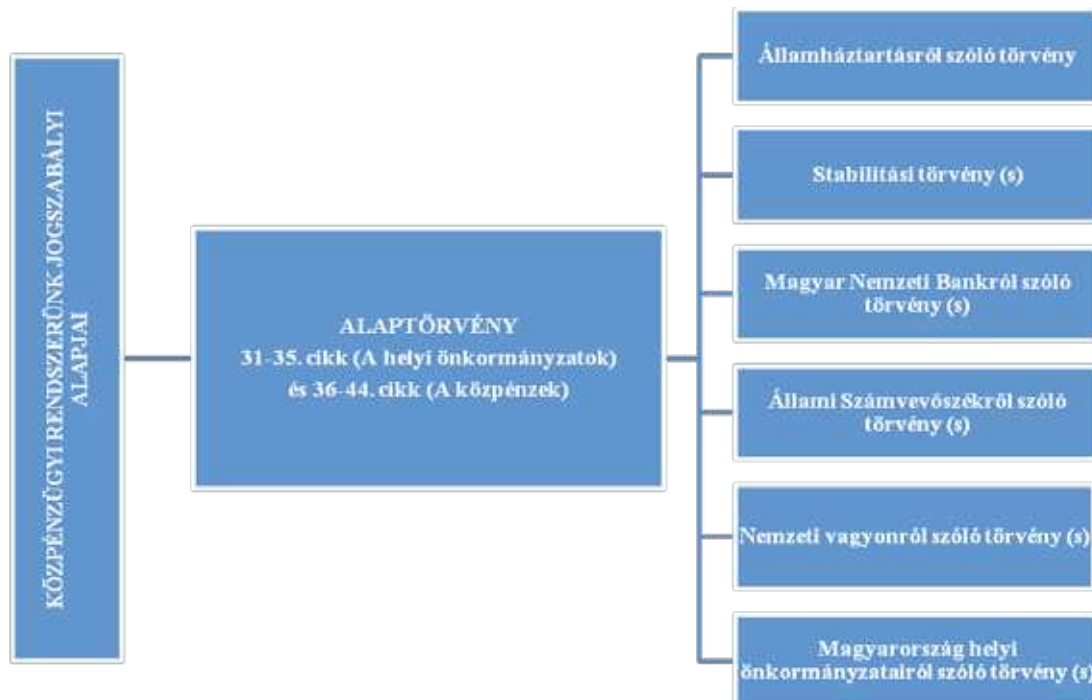 KÖZPÉNZÜGYI RENDSZERÜNK JOGSZABÁLYI
ALAPJAI
ALAPTÖRVÉNY
31-35. cikk (A helyi önkormányzatok)
és 36-44. cikk (A közpénzek)
Államháztartásról szóló törvény
Stabilitási törvény (s)
Magyar Nemzeti Bankról szóló
törvény (s)
Állami Számvevőszékről szóló
törvény (s)
Nemzeti vagyonról szóló törvény (s)
Magyarország helyi
önkormányzatairól szóló törvény (s)